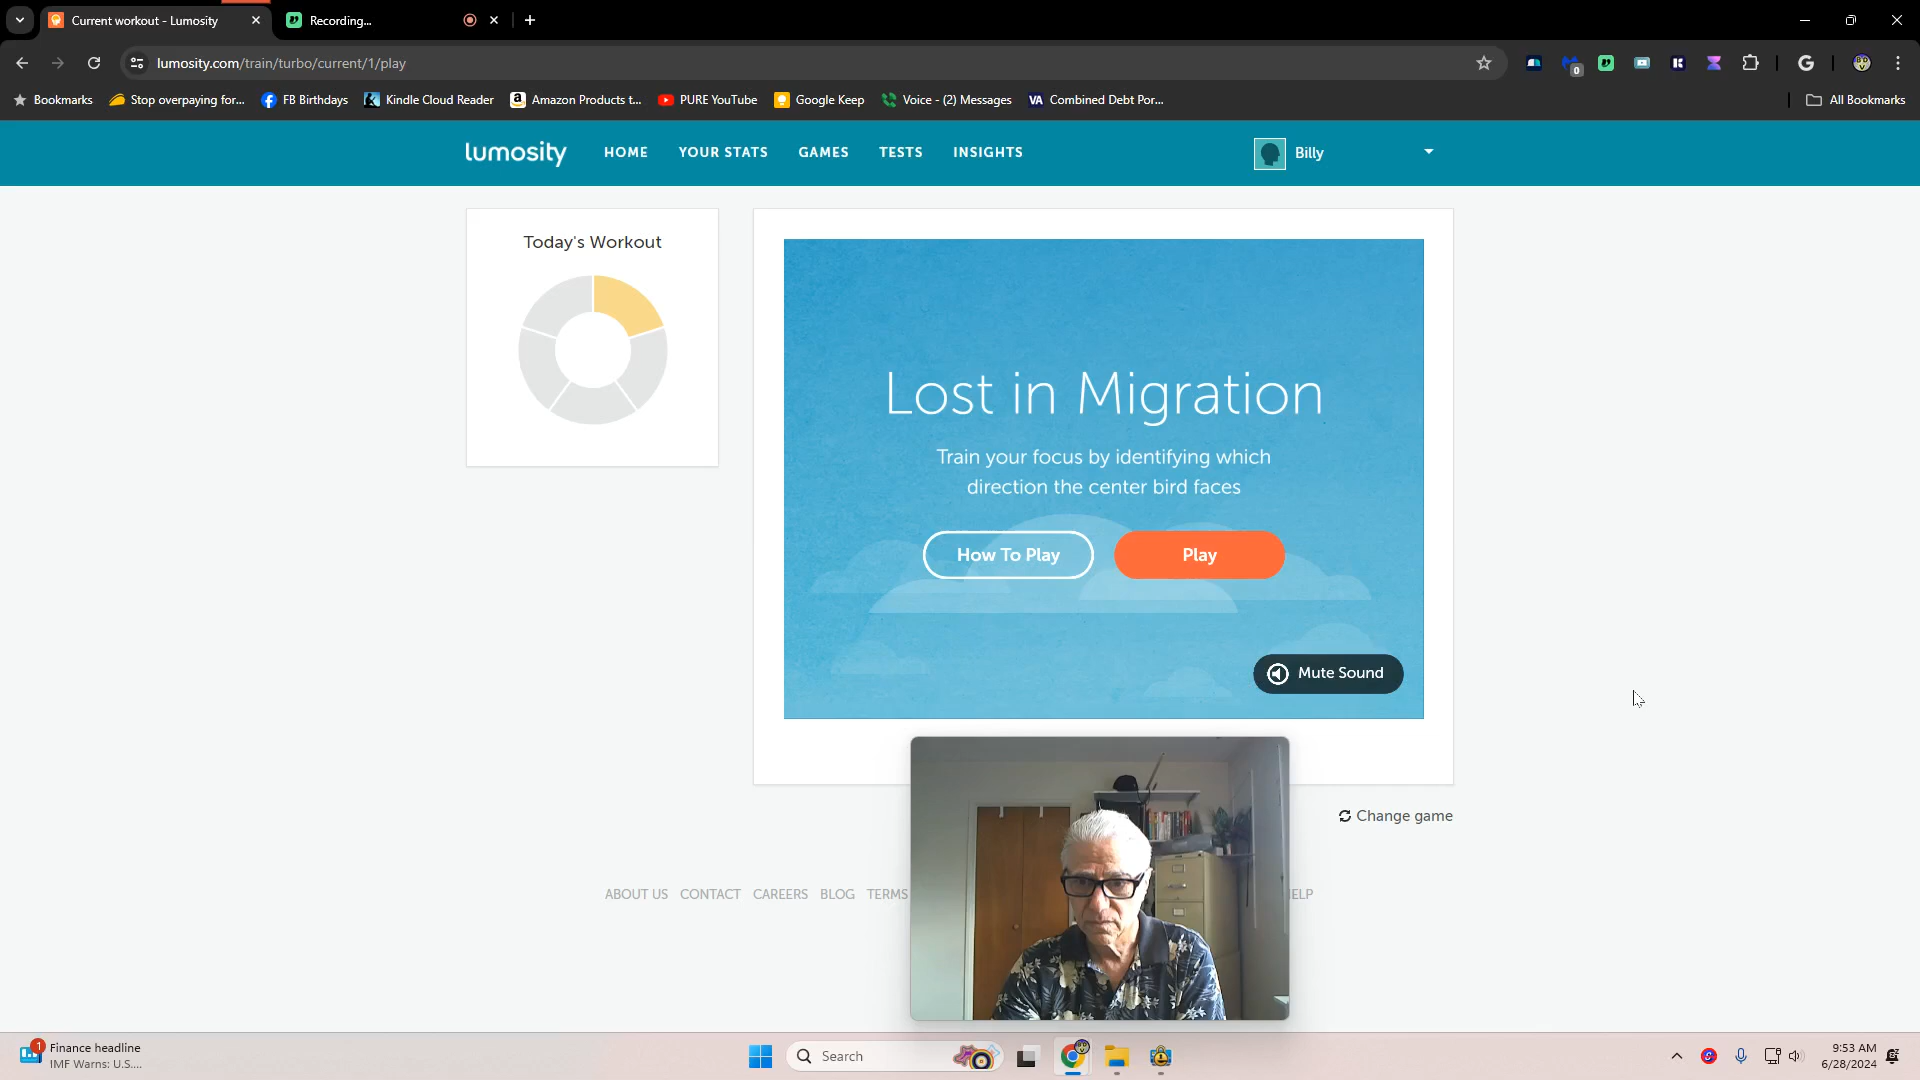 Current workout - Lumosity
Recording...
lumosity.com/train/turbo/current/1/play
0
Bookmarks
Stop overpaying for...
FB Birthdays
Kindle Cloud Reader
Amazon Products t...
PURE YouTube
Google Keep
Voice - (2) Messages
VA Combined Debt Por...
All Bookmarks
lumosity
HOME
YOUR STATS
GAMES
TESTS
INSIGHTS
Billy
Today's Workout
Lost in Migration
Train your focus by identifying which
direction the center bird faces
How To Play
Play
Mute Sound
Change game
ABOUT US
CONTACT
CAREERS
BLOG
TERMS
1
Finance headline
IMF Warns: U.S....
Search
9:53 AM
6/28/2024